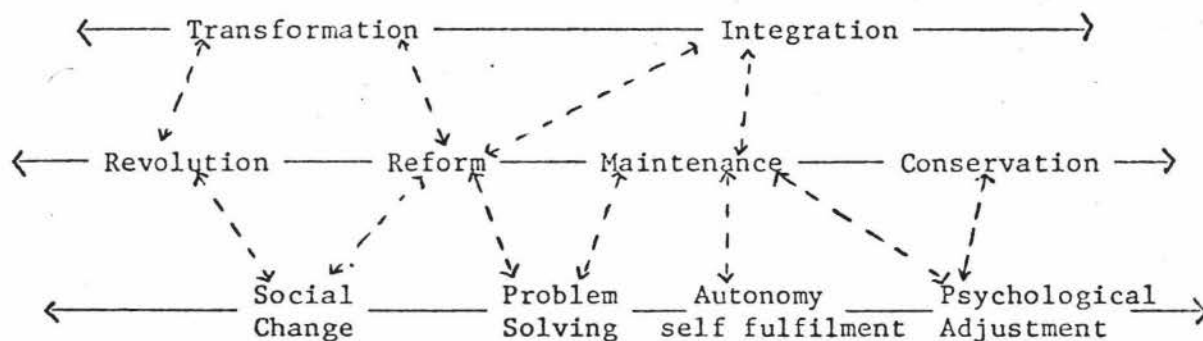 Transformation Integration
Revolution Reform Maintenance Conservation
Social Problem Autonomy Psychological
Change Solving self fulfilment Adjustment